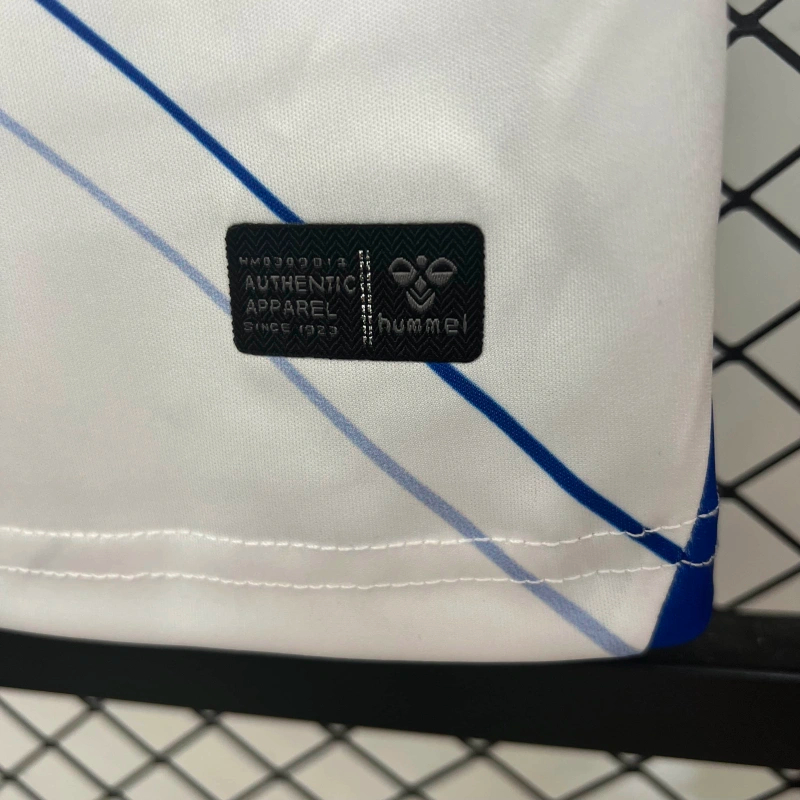 AUTHENTIC
APPAREL
SINCE 1923
hummel